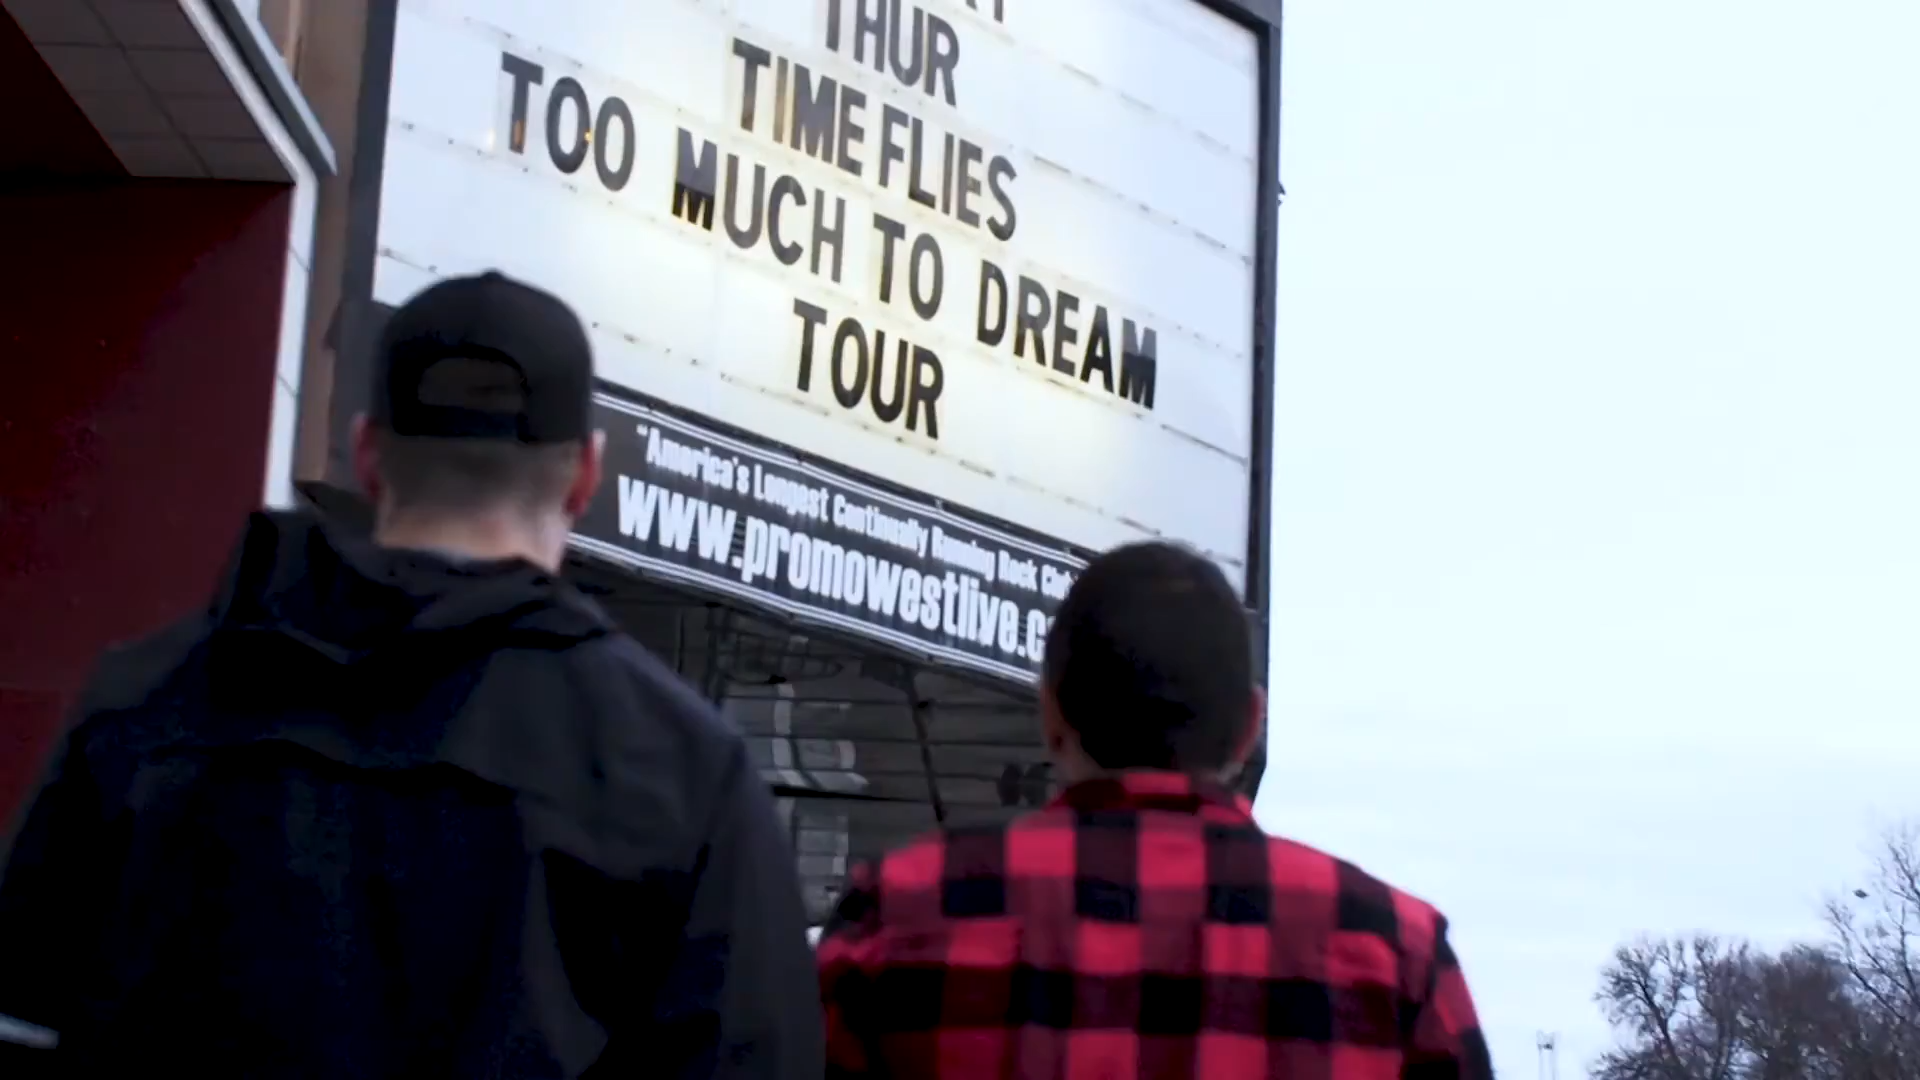 THUR
TIME FLIES
TOO MUCH TO DREAM
TOUR
"America's Longest Continually Running Rock Club
www.promowestlive.c